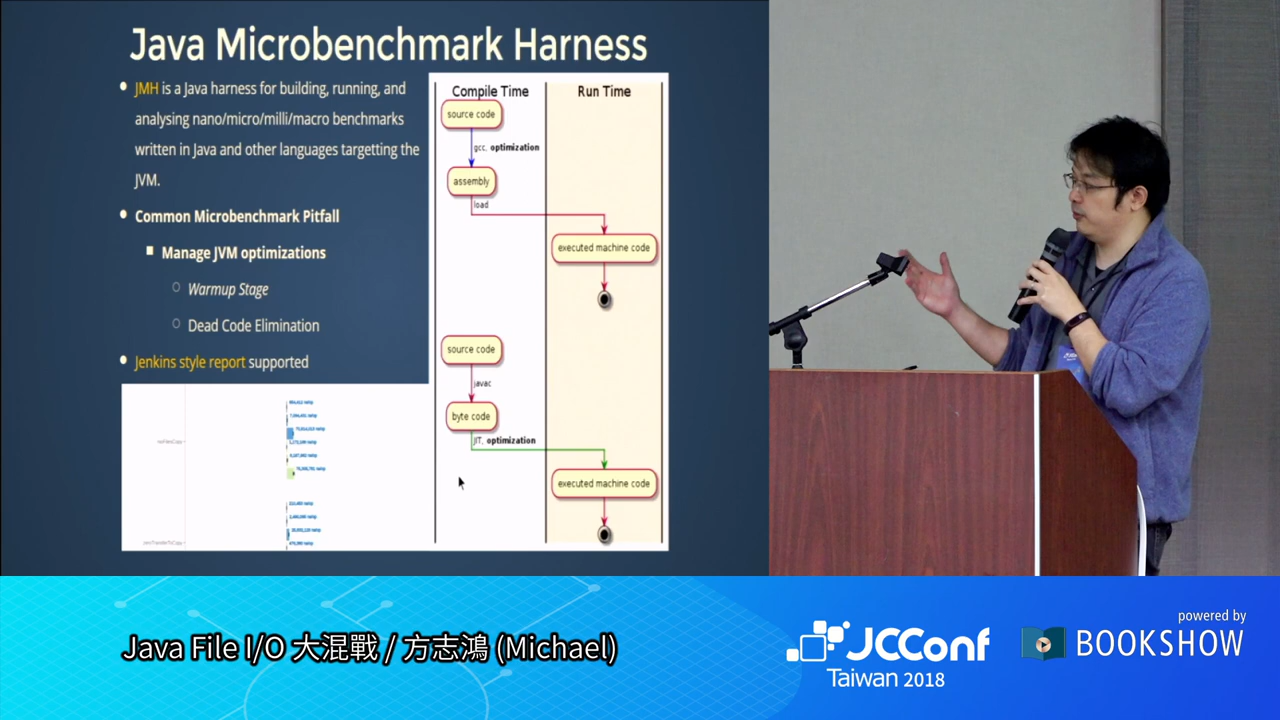 Java Microbenchmark Harness
JMH is a Java harness for building, running, and
analysing nano/micro/milli/macro benchmarks
written in Java and other languages targetting the
JVM.
Common Microbenchmark Pitfall
Manage JVM optimizations
Warmup Stage
Dead Code Elimination
Jenkins style report supported
Compile Time
Run Time
source code
gcc, optimization
assembly
load
executed machine code
source code
javac
byte code
JIT, optimization
executed machine code
Java File I/O 大混戰 / 方志鴻 (Michael)
JCConf
Taiwan 2018
powered by
BOOKSHOW